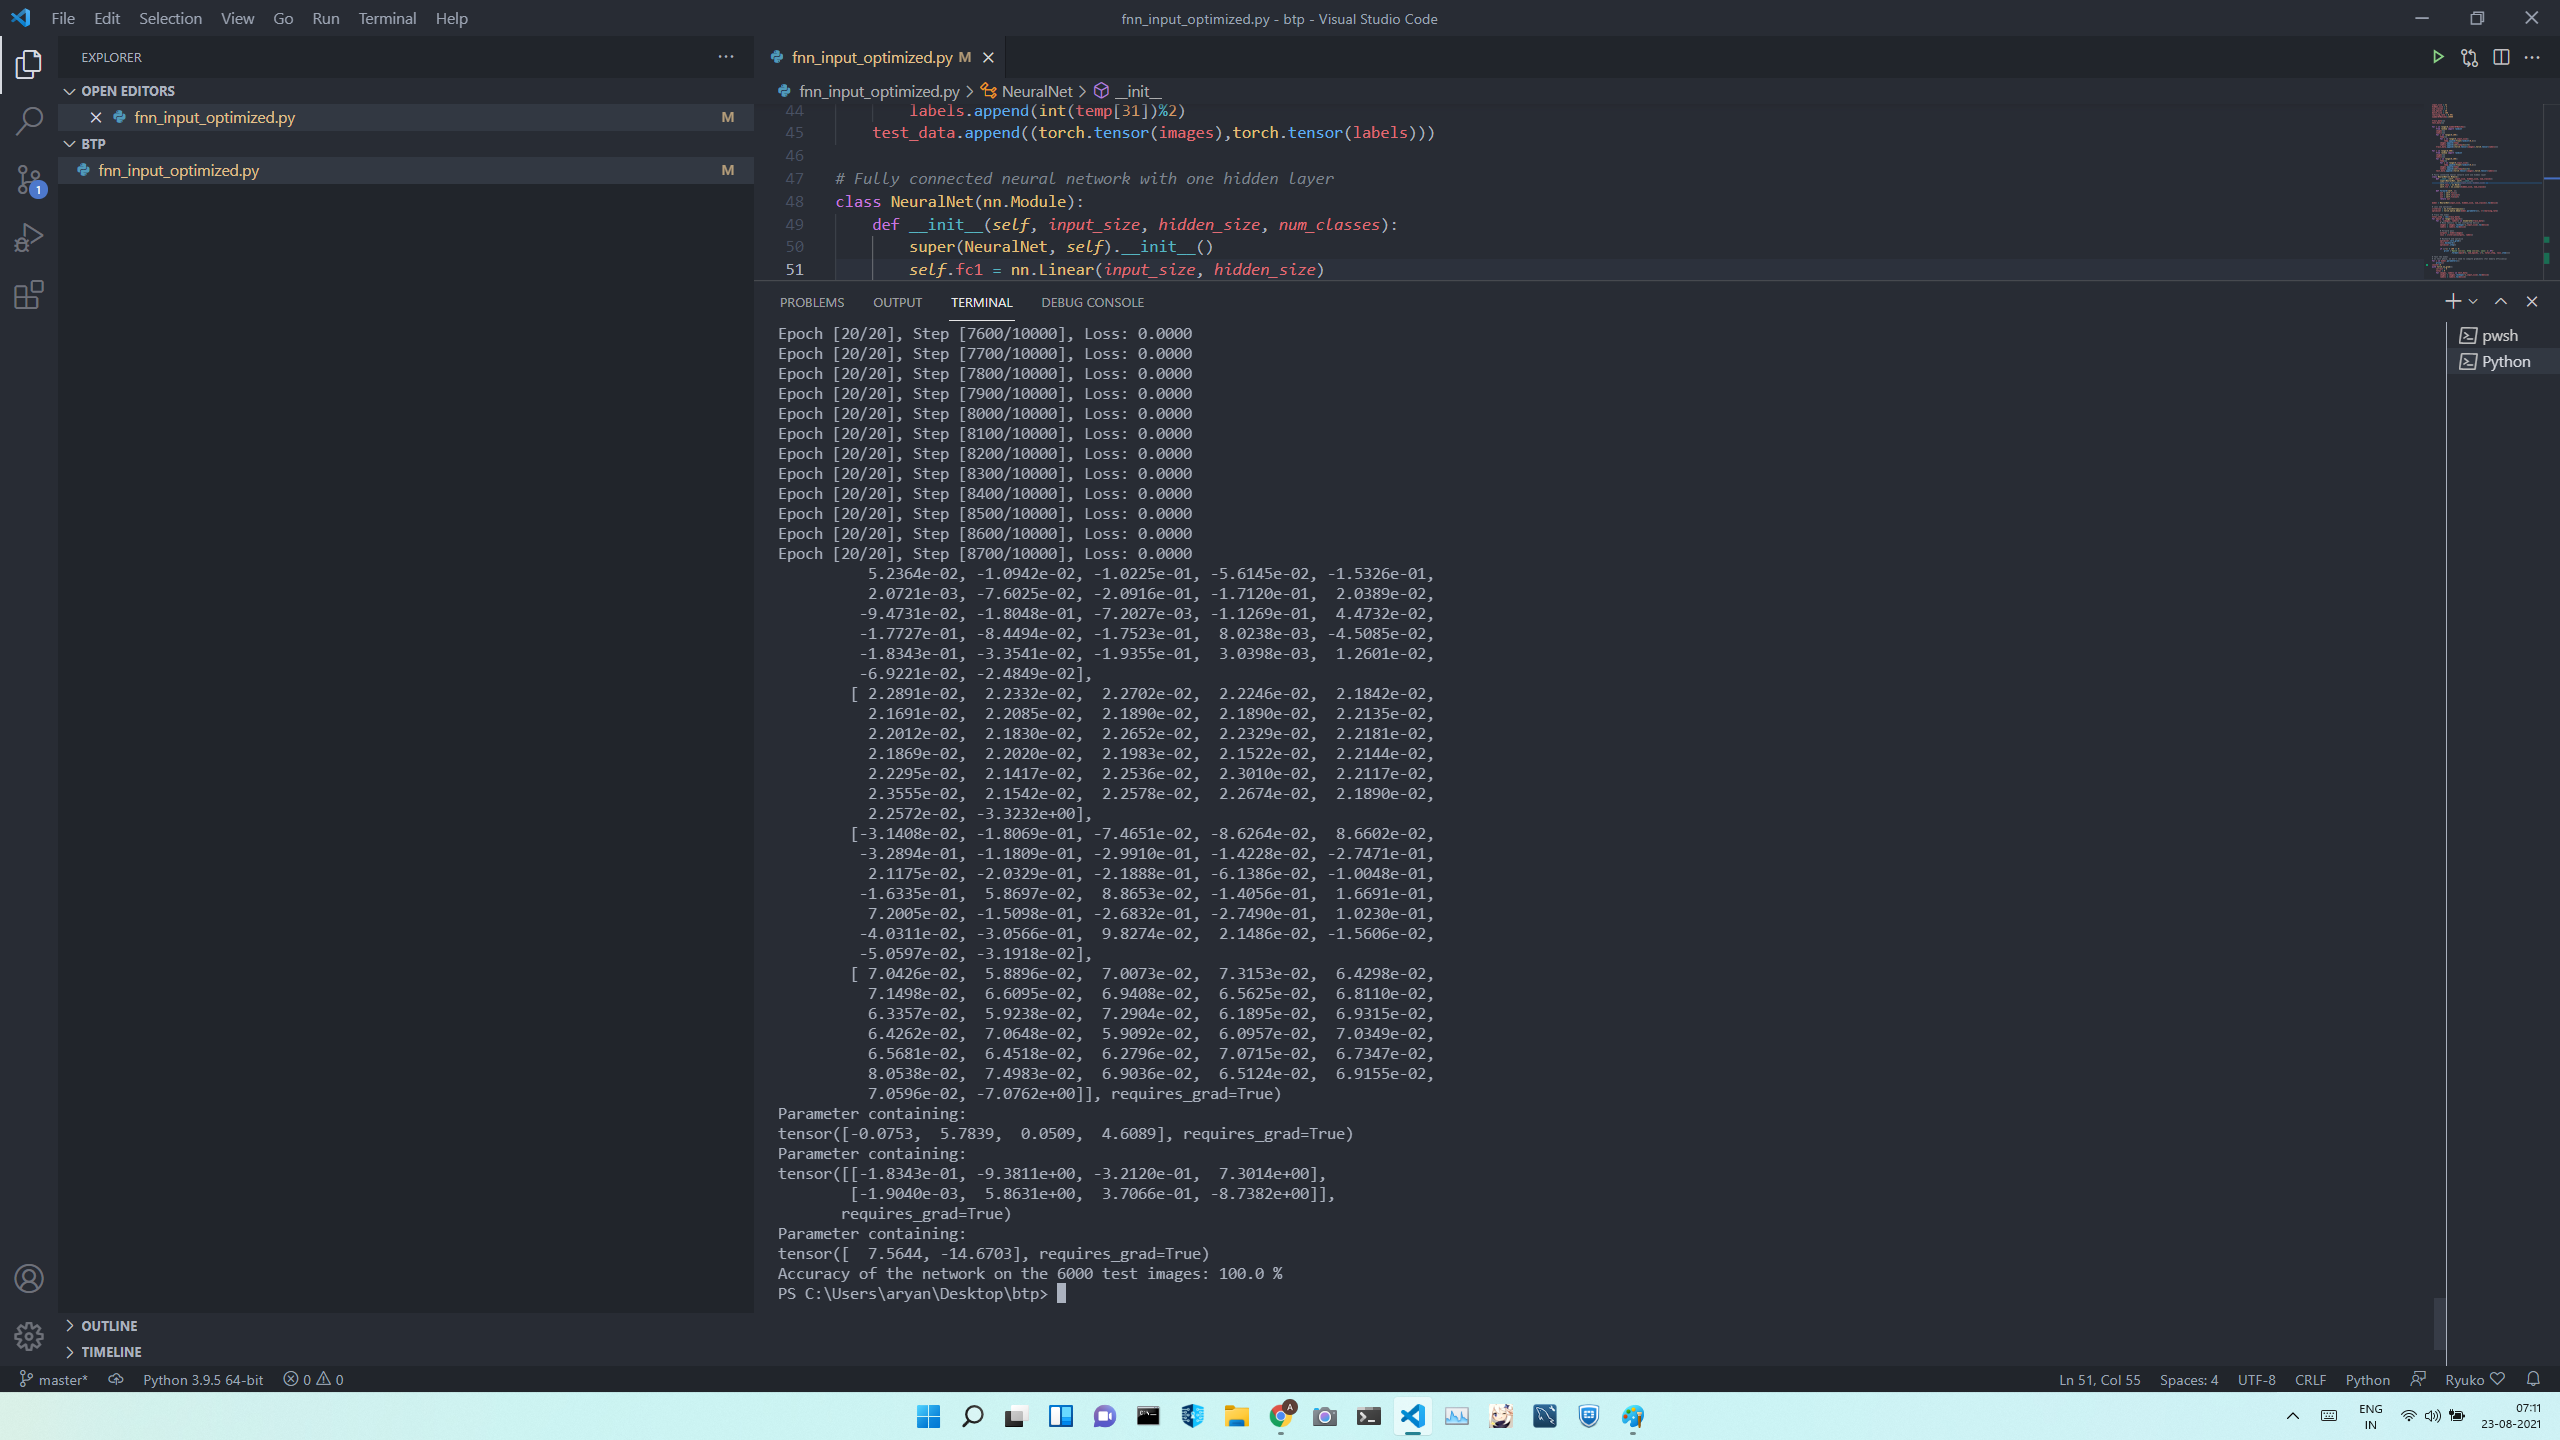 File Edit Selection View Go Run Terminal Help
fnn_input_optimized.py - btp - Visual Studio Code
EXPLORER
OPEN EDITORS
fnn_input_optimized.py M
BTP
fnn_input_optimized.py M
1
OUTLINE
TIMELINE
fnn_input_optimized.py M
fnn_input_optimized.py > NeuralNet > __init__
44 labels.append(int(temp[31])%2)
45 test_data.append((torch.tensor(images),torch.tensor(labels)))
46
47 # Fully connected neural network with one hidden layer
48 class NeuralNet(nn.Module):
49 def __init__(self, input_size, hidden_size, num_classes):
50 super(NeuralNet, self).__init__()
51 self.fc1 = nn.Linear(input_size, hidden_size)
PROBLEMS OUTPUT TERMINAL DEBUG CONSOLE
pwsh
Python
Epoch [20/20], Step [7600/10000], Loss: 0.0000
Epoch [20/20], Step [7700/10000], Loss: 0.0000
Epoch [20/20], Step [7800/10000], Loss: 0.0000
Epoch [20/20], Step [7900/10000], Loss: 0.0000
Epoch [20/20], Step [8000/10000], Loss: 0.0000
Epoch [20/20], Step [8100/10000], Loss: 0.0000
Epoch [20/20], Step [8200/10000], Loss: 0.0000
Epoch [20/20], Step [8300/10000], Loss: 0.0000
Epoch [20/20], Step [8400/10000], Loss: 0.0000
Epoch [20/20], Step [8500/10000], Loss: 0.0000
Epoch [20/20], Step [8600/10000], Loss: 0.0000
Epoch [20/20], Step [8700/10000], Loss: 0.0000
5.2364e-02, -1.0942e-02, -1.0225e-01, -5.6145e-02, -1.5326e-01,
2.0721e-03, -7.6025e-02, -2.0916e-01, -1.7120e-01, 2.0389e-02,
-9.4731e-02, -1.8048e-01, -7.2027e-03, -1.1269e-01, 4.4732e-02,
-1.7727e-01, -8.4494e-02, -1.7523e-01, 8.0238e-03, -4.5085e-02,
-1.8343e-01, -3.3541e-02, -1.9355e-01, 3.0398e-03, 1.2601e-02,
-6.9221e-02, -2.4849e-02],
[ 2.2891e-02, 2.2332e-02, 2.2702e-02, 2.2246e-02, 2.1842e-02,
2.1691e-02, 2.2085e-02, 2.1890e-02, 2.1890e-02, 2.2135e-02,
2.2012e-02, 2.1830e-02, 2.2652e-02, 2.2329e-02, 2.2181e-02,
2.1869e-02, 2.2020e-02, 2.1983e-02, 2.1522e-02, 2.2144e-02,
2.2295e-02, 2.1417e-02, 2.2536e-02, 2.3010e-02, 2.2117e-02,
2.3555e-02, 2.1542e-02, 2.2578e-02, 2.2674e-02, 2.1890e-02,
2.2572e-02, -3.3232e+00],
[-3.1408e-02, -1.8069e-01, -7.4651e-02, -8.6264e-02, 8.6602e-02,
-3.2894e-01, -1.1809e-01, -2.9910e-01, -1.4228e-02, -2.7471e-01,
2.1175e-02, -2.0329e-01, -2.1888e-01, -6.1386e-02, -1.0048e-01,
-1.6335e-01, 5.8697e-02, 8.8653e-02, -1.4056e-01, 1.6691e-01,
7.2005e-02, -1.5098e-01, -2.6832e-01, -2.7490e-01, 1.0230e-01,
-4.0311e-02, -3.0566e-01, 9.8274e-02, 2.1486e-02, -1.5606e-02,
-5.0597e-02, -3.1918e-02],
[ 7.0426e-02, 5.8896e-02, 7.0073e-02, 7.3153e-02, 6.4298e-02,
7.1498e-02, 6.6095e-02, 6.9408e-02, 6.5625e-02, 6.8110e-02,
6.3357e-02, 5.9238e-02, 7.2904e-02, 6.1895e-02, 6.9315e-02,
6.4262e-02, 7.0648e-02, 5.9092e-02, 6.0957e-02, 7.0349e-02,
6.5681e-02, 6.4518e-02, 6.2796e-02, 7.0715e-02, 6.7347e-02,
8.0538e-02, 7.4983e-02, 6.9036e-02, 6.5124e-02, 6.9155e-02,
7.0596e-02, -7.0762e+00]], requires_grad=True)
Parameter containing:
tensor([-0.0753, 5.7839, 0.0509, 4.6089], requires_grad=True)
Parameter containing:
tensor([[-1.8343e-01, -9.3811e+00, -3.2120e-01, 7.3014e+00],
[-1.9040e-03, 5.8631e+00, 3.7066e-01, -8.7382e+00]],
requires_grad=True)
Parameter containing:
tensor([ 7.5644, -14.6703], requires_grad=True)
Accuracy of the network on the 6000 test images: 100.0 %
PS C:\Users\aryan\Desktop\btp>
master* Python 3.9.5 64-bit 0 0
Ln 51, Col 55 Spaces: 4 UTF-8 CRLF Python Ryuko
ENG
IN
07:11
23-08-2021